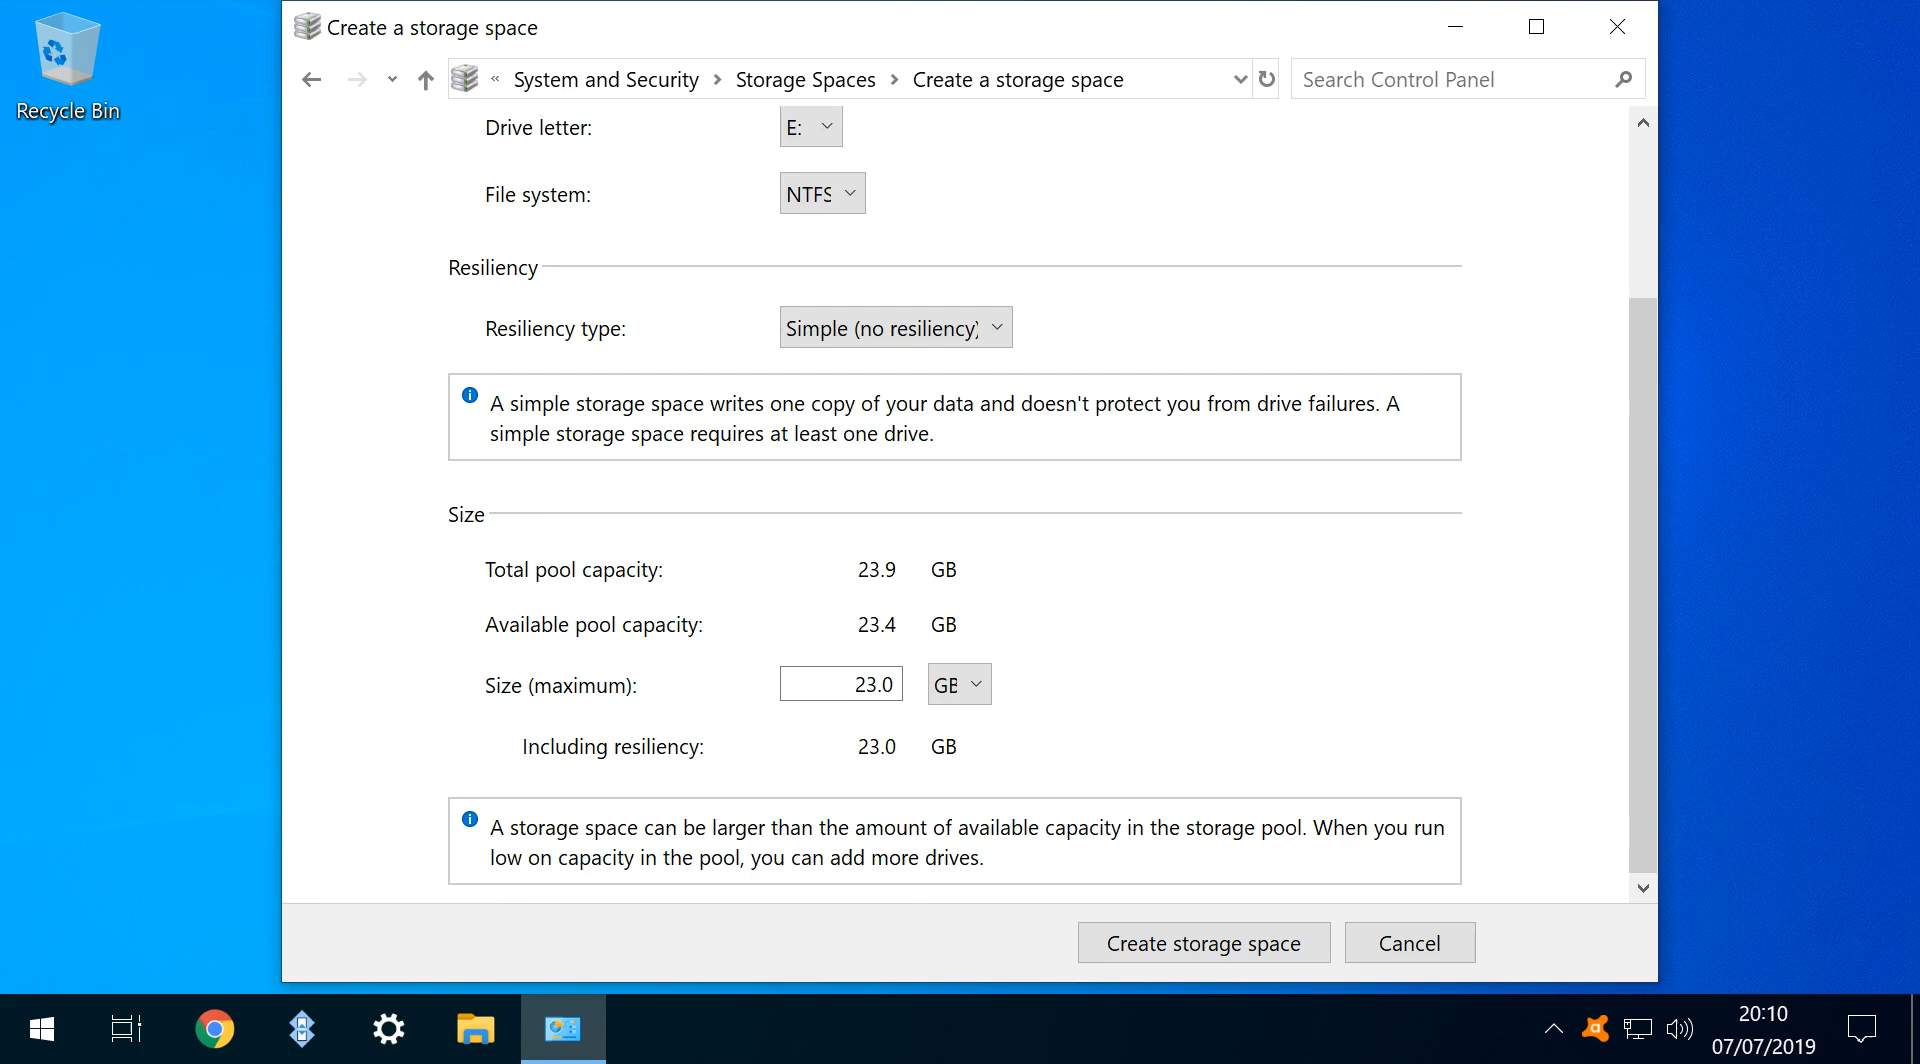 Create a storage space
Recycle Bin
« System and Security > Storage Spaces > Create a storage space
Search Control Panel
Drive letter: E:
File system: NTFS
Resiliency
Resiliency type: Simple (no resiliency)
A simple storage space writes one copy of your data and doesn't protect you from drive failures. A
simple storage space requires at least one drive.
Size
Total pool capacity: 23.9 GB
Available pool capacity: 23.4 GB
Size (maximum): 23.0 GB
Including resiliency: 23.0 GB
A storage space can be larger than the amount of available capacity in the storage pool. When you run
low on capacity in the pool, you can add more drives.
Create storage space Cancel
20:10
07/07/2019